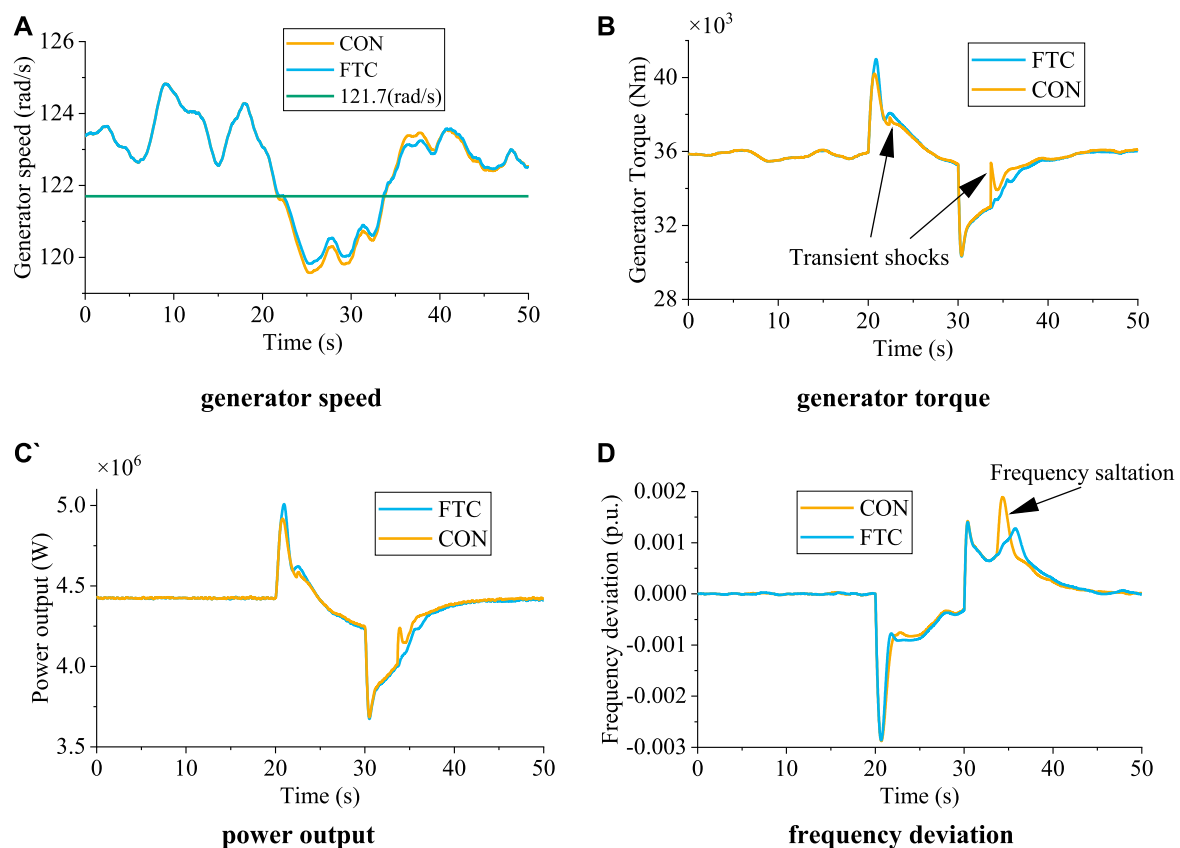 A
126
124
122
120
Generator speed (rad/s)
CON
FTC
121.7(rad/s)
0 10 20 30 40 50
Time (s)
generator speed
B
×10³
40
36
32
28
Generator Torque (Nm)
FTC
CON
Transient shocks
0 10 20 30 40 50
Time (s)
generator torque
C`
×10⁶
5.0
4.5
4.0
3.5
Power output (W)
FTC
CON
0 10 20 30 40 50
Time (s)
power output
D
Frequency saltation
0.002
0.001
0.000
-0.001
-0.002
-0.003
Frequency deviation (p.u.)
CON
FTC
0 10 20 30 40 50
Time (s)
frequency deviation